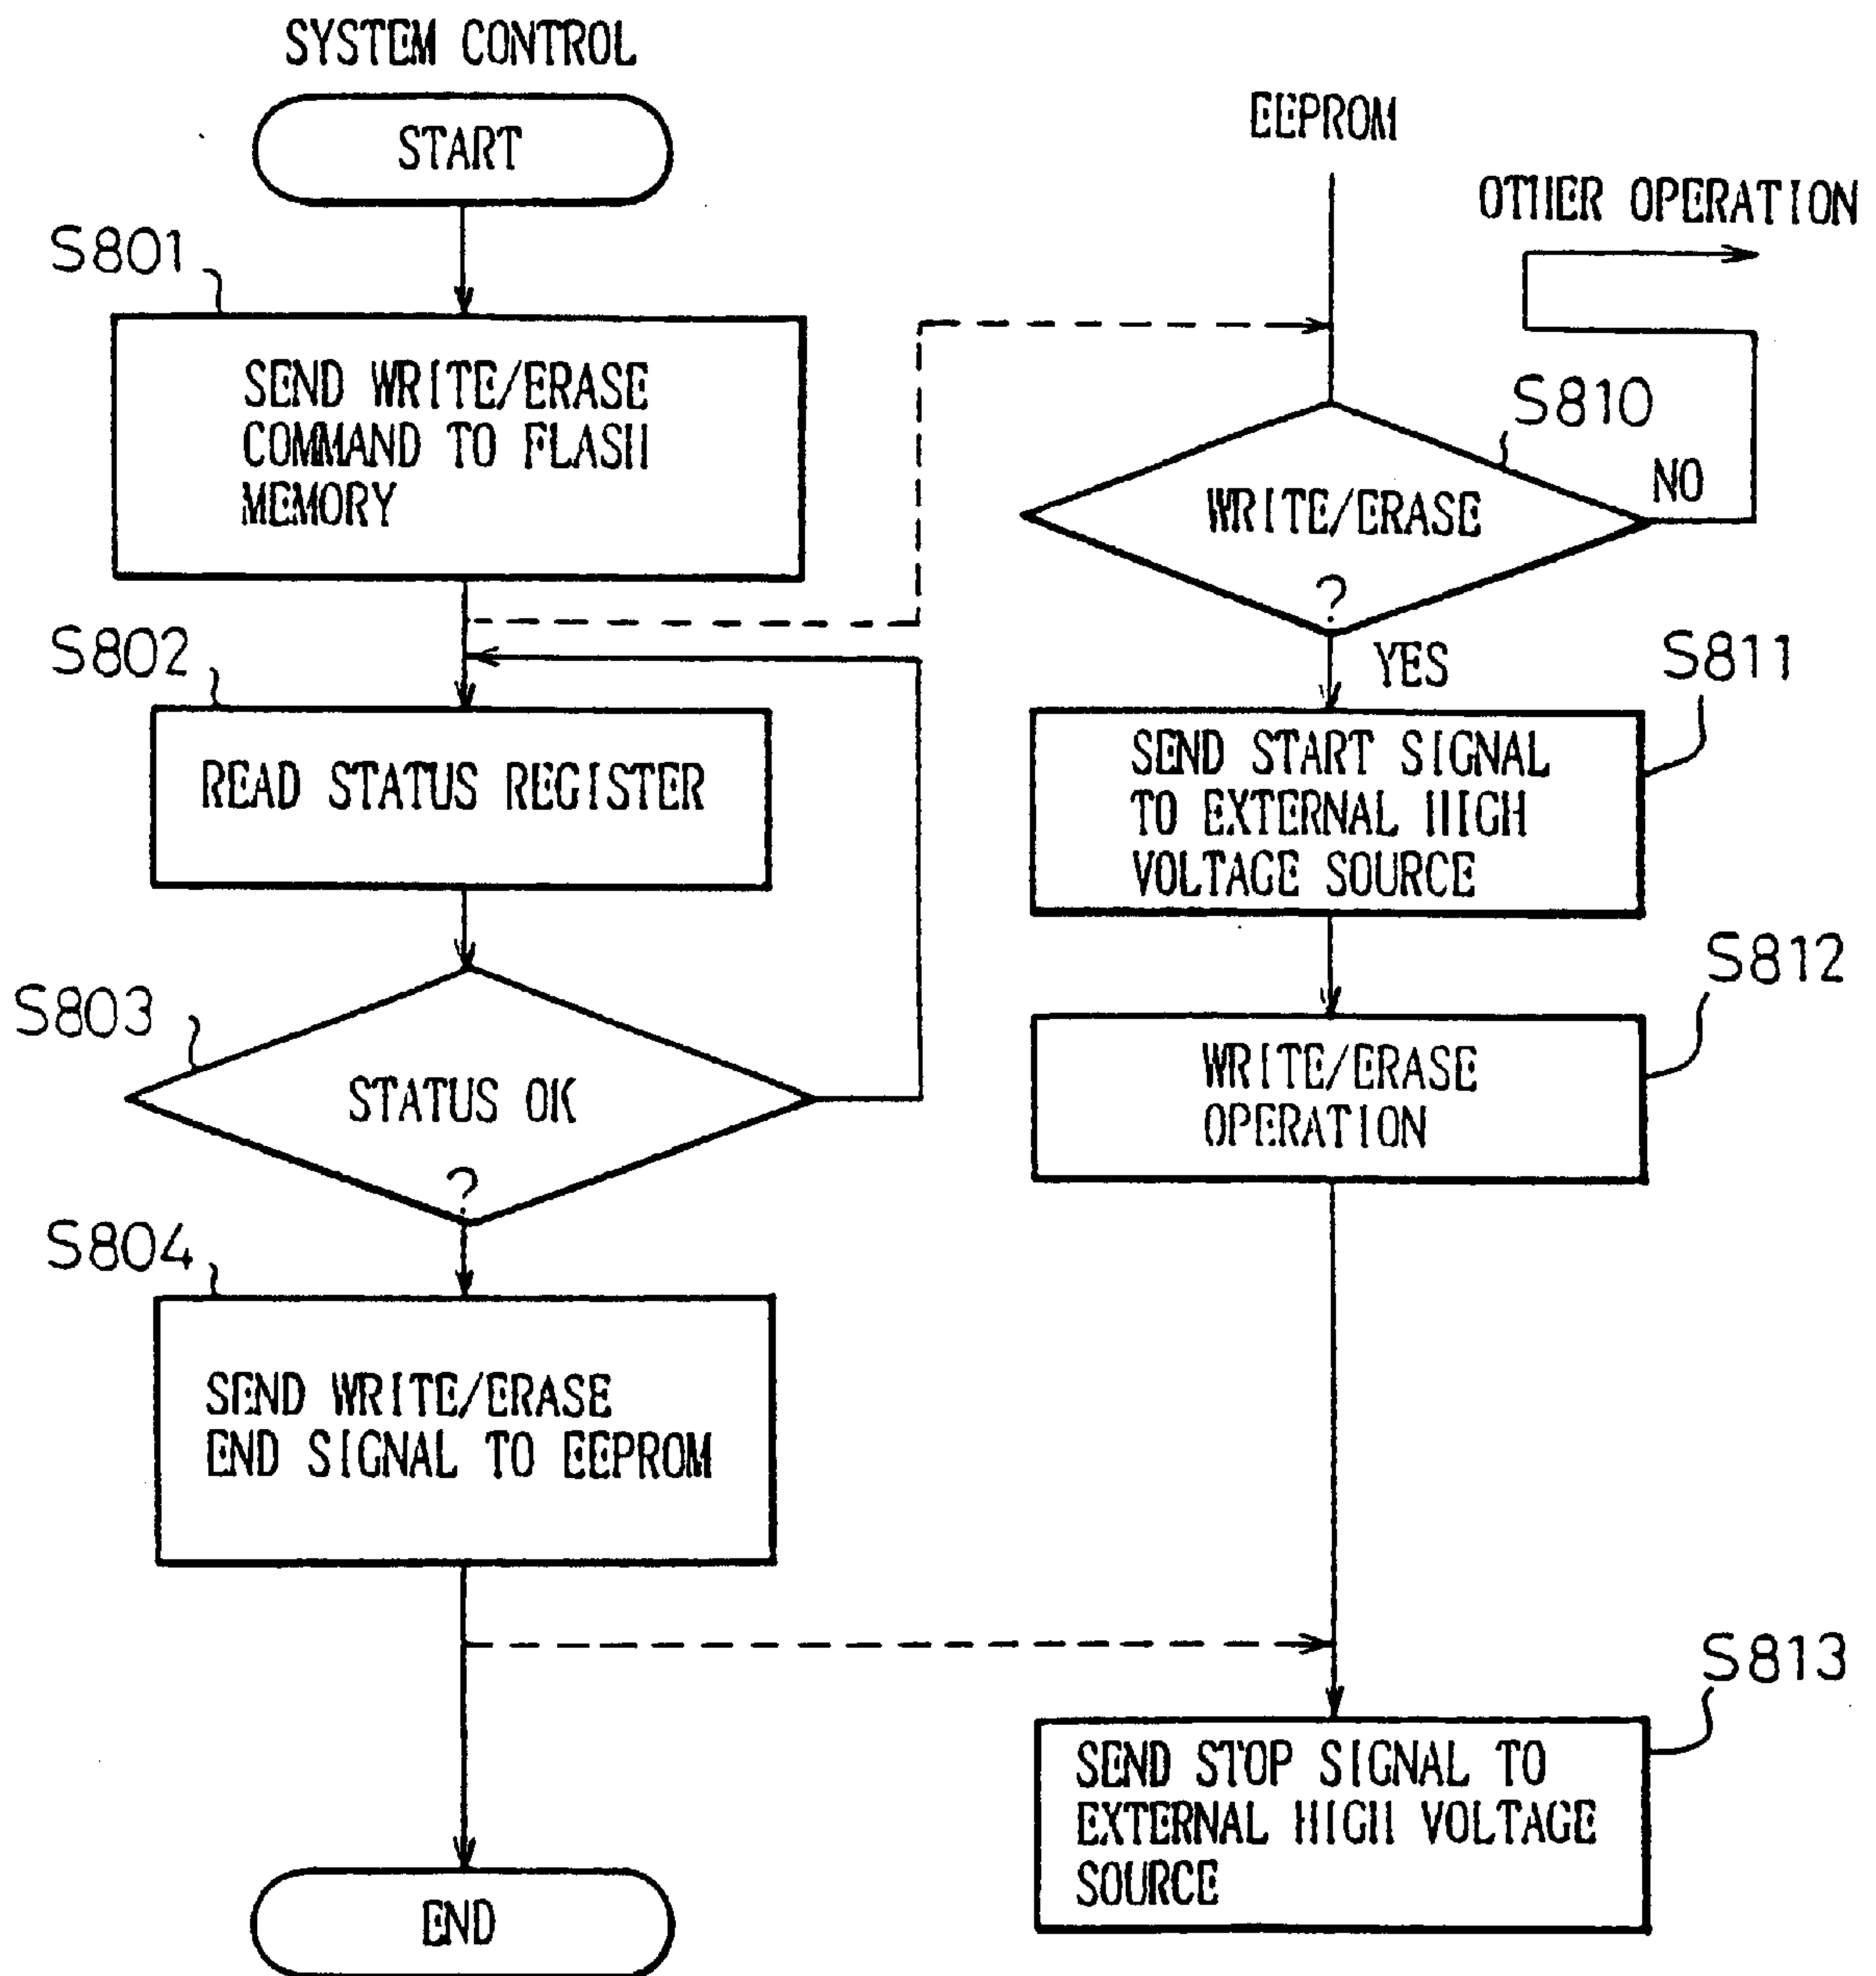 SYSTEM CONTROL
START
S801
SEND WRITE/ERASE
COMMAND TO FLASH
MEMORY
S802
READ STATUS REGISTER
S803
STATUS OK
?
S804
SEND WRITE/ERASE
END SIGNAL TO EEPROM
END
EEPROM
OTHER OPERATION
S810
WRITE/ERASE
?
NO
YES
S811
SEND START SIGNAL
TO EXTERNAL HIGH
VOLTAGE SOURCE
S812
WRITE/ERASE
OPERATION
S813
SEND STOP SIGNAL TO
EXTERNAL HIGH VOLTAGE
SOURCE